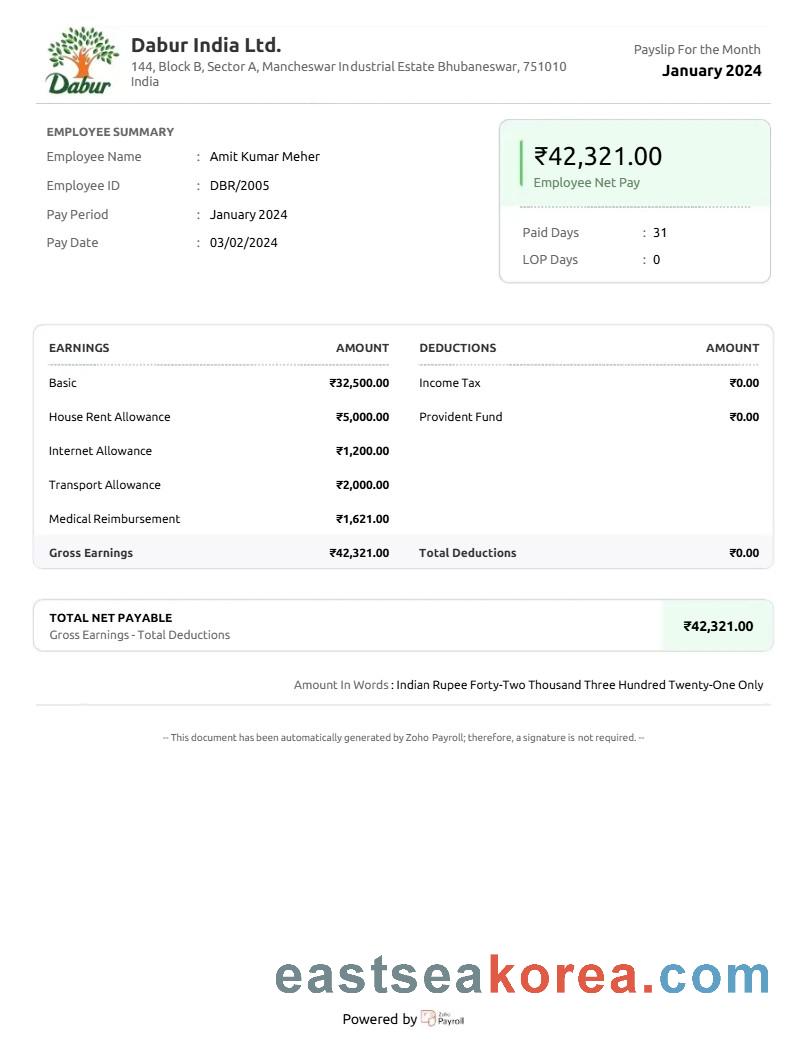 Dabur
Dabur India Ltd.
144, Block B, Sector A, Mancheswar Industrial Estate Bhubaneswar, 751010
India
Payslip For the Month
January 2024
EMPLOYEE SUMMARY
Employee Name : Amit Kumar Meher
Employee ID : DBR/2005
Pay Period : January 2024
Pay Date : 03/02/2024
₹42,321.00
Employee Net Pay
Paid Days : 31
LOP Days : 0
EARNINGS AMOUNT DEDUCTIONS AMOUNT
Basic ₹32,500.00 Income Tax ₹0.00
House Rent Allowance ₹5,000.00 Provident Fund ₹0.00
Internet Allowance ₹1,200.00
Transport Allowance ₹2,000.00
Medical Reimbursement ₹1,621.00
Gross Earnings ₹42,321.00 Total Deductions ₹0.00
TOTAL NET PAYABLE
Gross Earnings - Total Deductions
₹42,321.00
Amount In Words : Indian Rupee Forty-Two Thousand Three Hundred Twenty-One Only
-- This document has been automatically generated by Zoho Payroll; therefore, a signature is not required. --
eastseakorea.com
Powered by Zoho Payroll